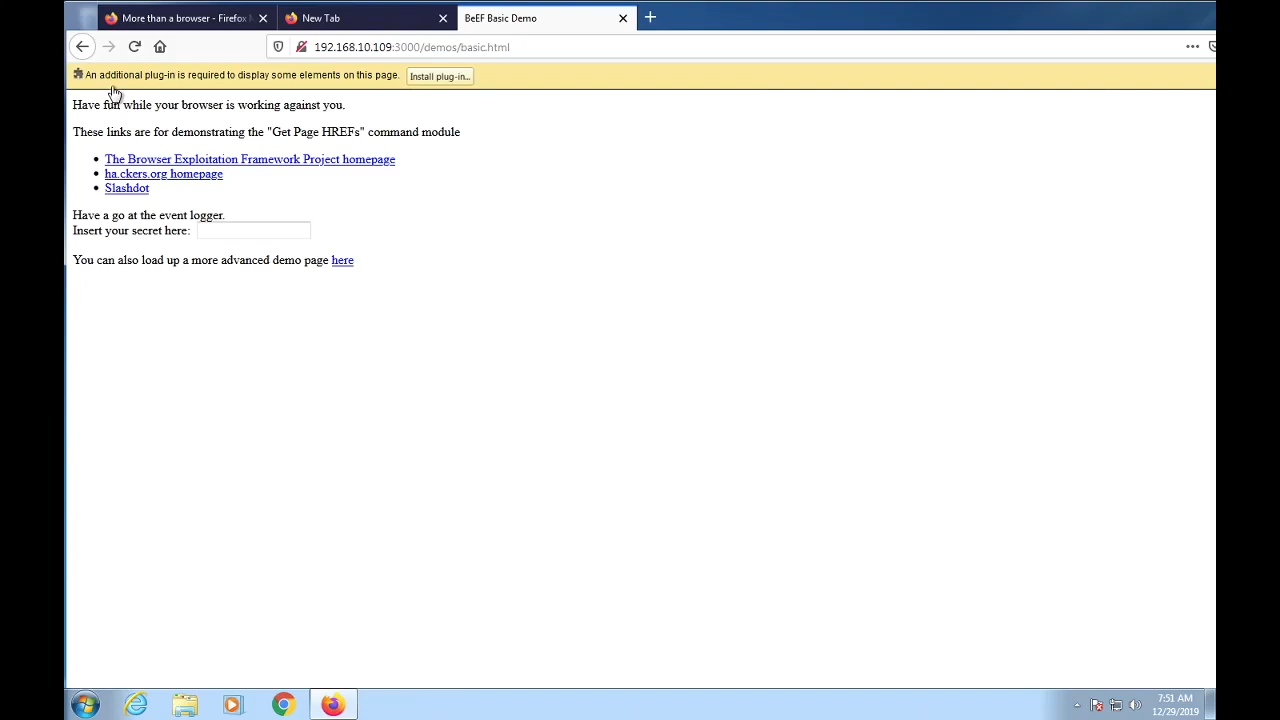 More than a browser - Firefox
New Tab
BeEF Basic Demo
192.168.10.109:3000/demos/basic.html
An additional plug-in is required to display some elements on this page.
Install plug-in...
Have fun while your browser is working against you.
These links are for demonstrating the "Get Page HREFs" command module
The Browser Exploitation Framework Project homepage
ha.ckers.org homepage
Slashdot
Have a go at the event logger.
Insert your secret here:
You can also load up a more advanced demo page here
7:51 AM
12/29/2019